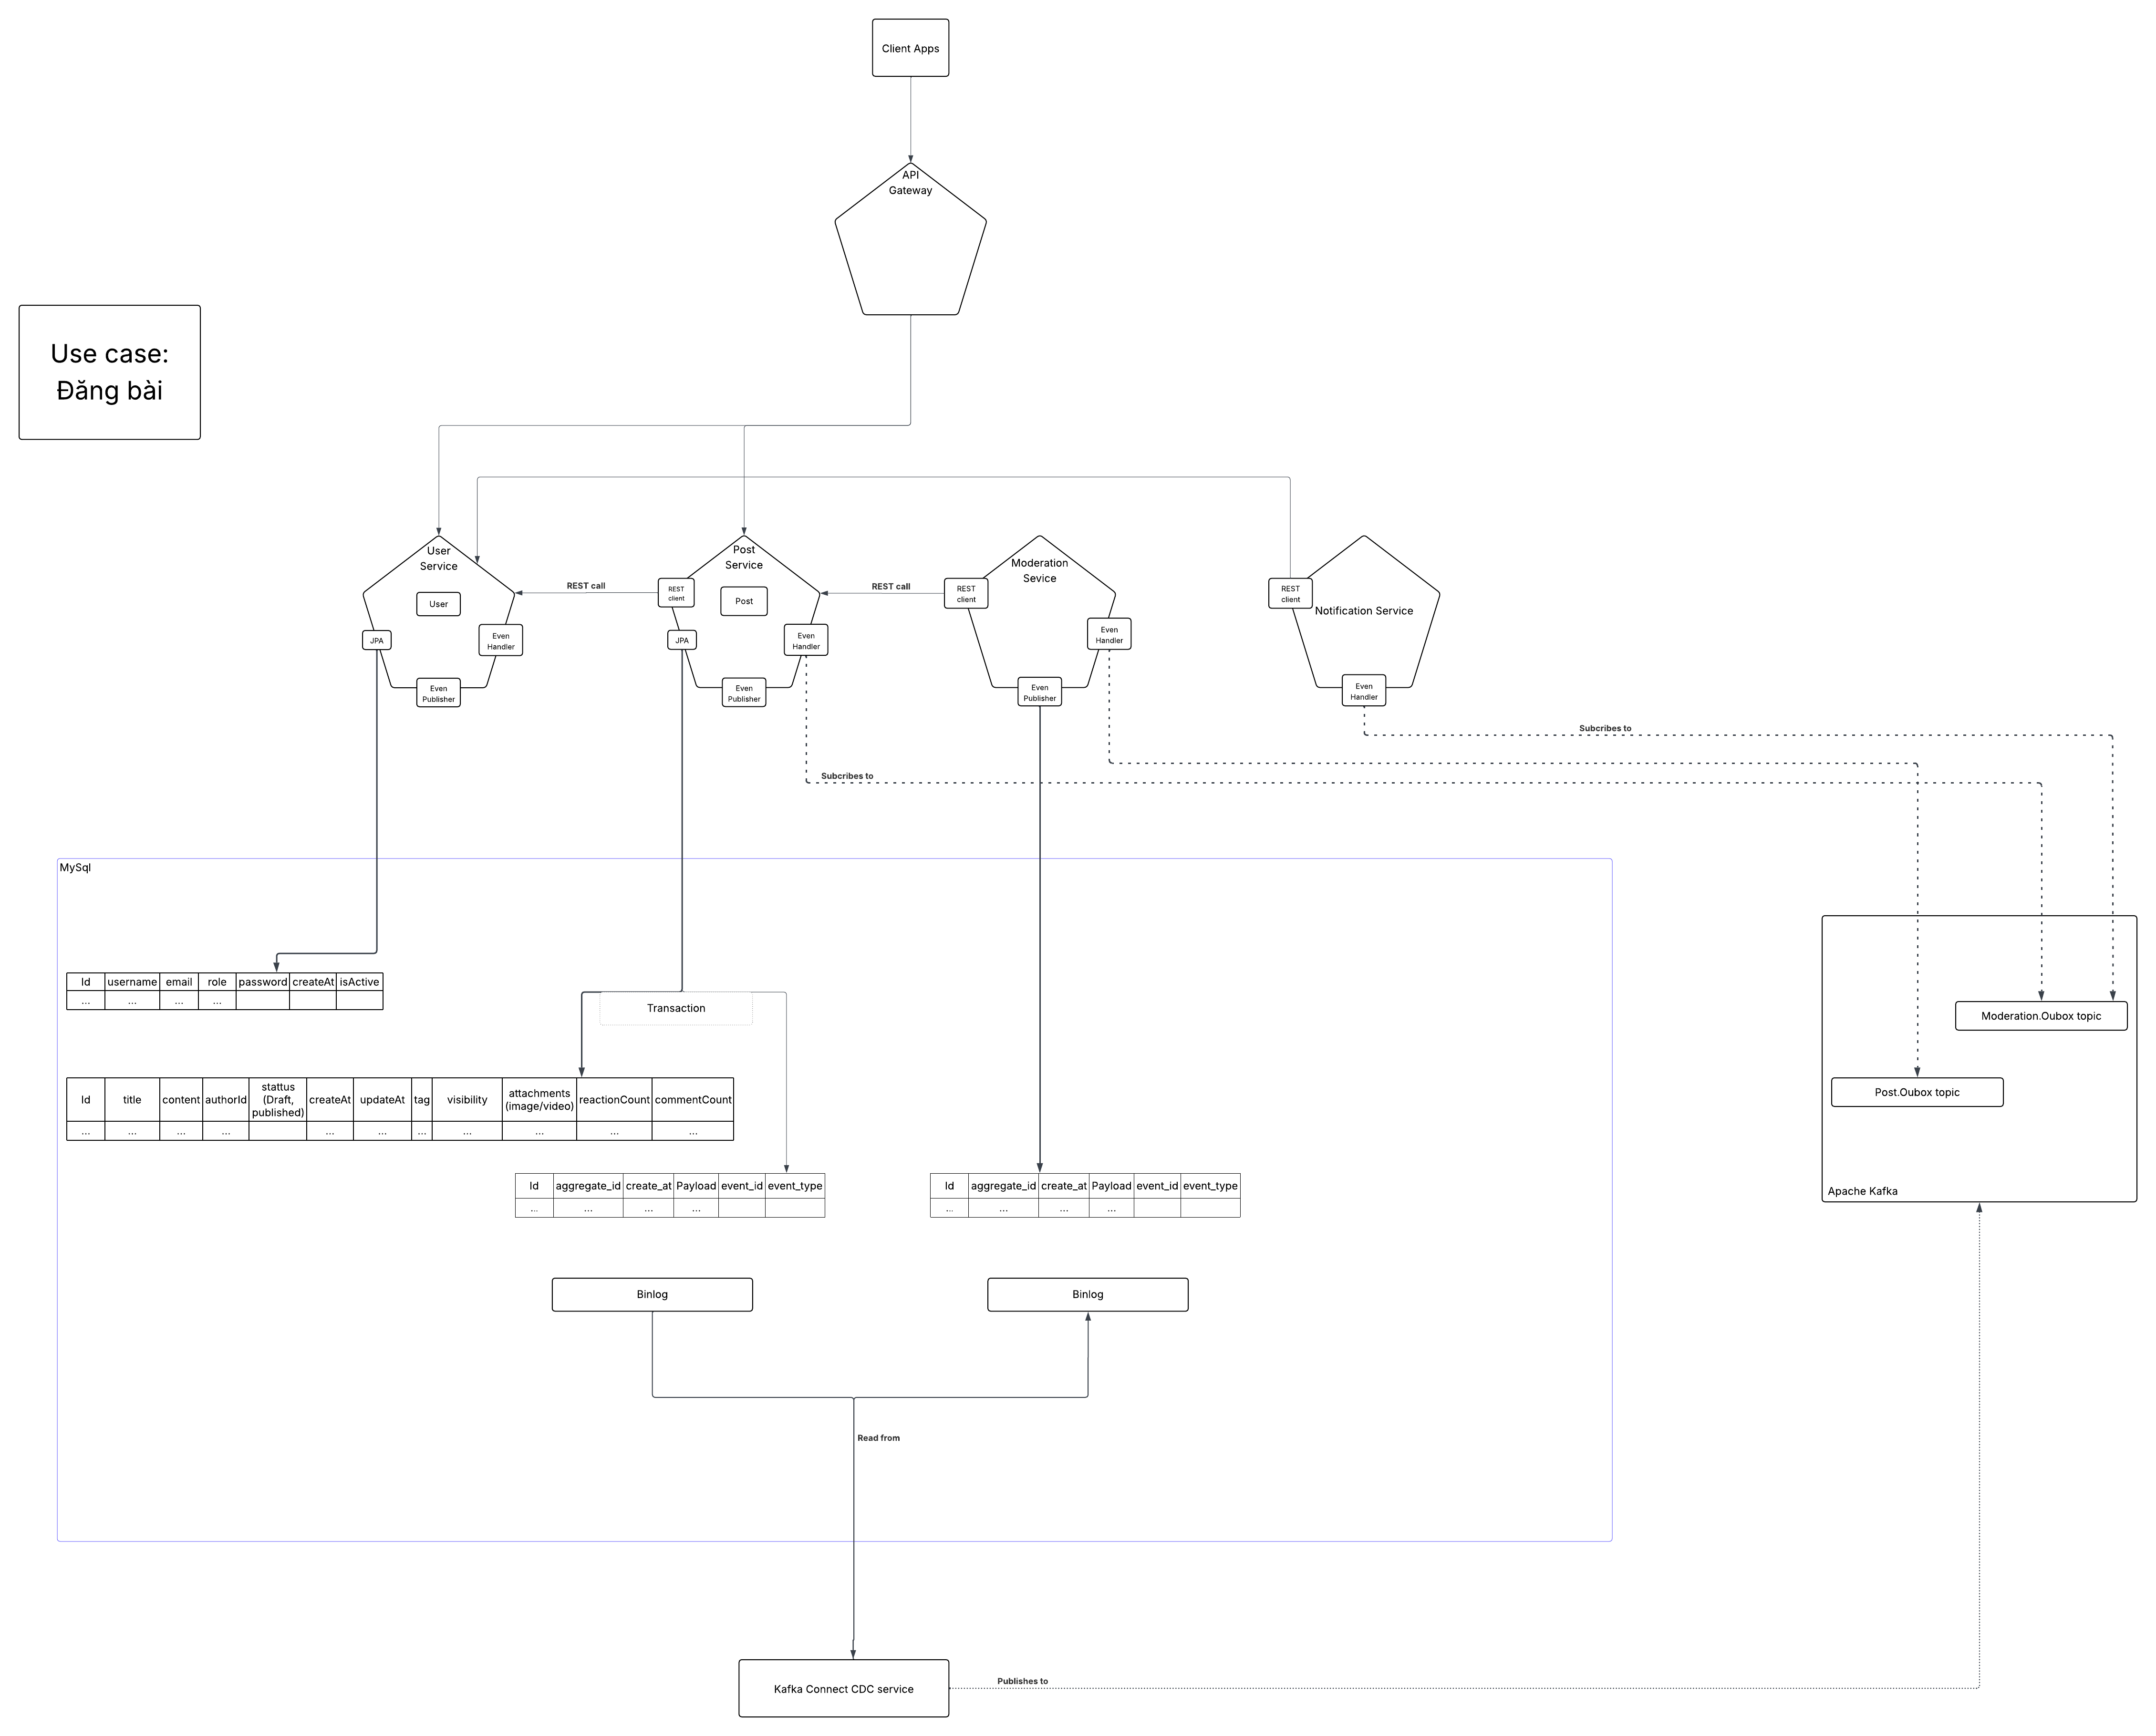 Client Apps
API
Gateway
Use case:
Đăng bài
User
Service
User
JPA
Even
Handler
Even
Publisher
REST call
Post
Service
REST
client
Post
JPA
Even
Handler
Even
Publisher
REST call
Moderation
Sevice
REST
client
Even
Handler
Even
Publisher
REST
client
Notification Service
Even
Handler
Subcribes to
Subcribes to
MySql
Id username email role password createAt isActive
... ... ... ...
Transaction
Id title content authorId stattus (Draft, published) createAt updateAt tag visibility attachments (image/video) reactionCount commentCount
... ... ... ... ... ... ... ... ... ... ...
Id aggregate_id create_at Payload event_id event_type
... ... ... ...
Id aggregate_id create_at Payload event_id event_type
... ... ... ...
Binlog
Binlog
Read from
Moderation.Oubox topic
Post.Oubox topic
Apache Kafka
Kafka Connect CDC service
Publishes to